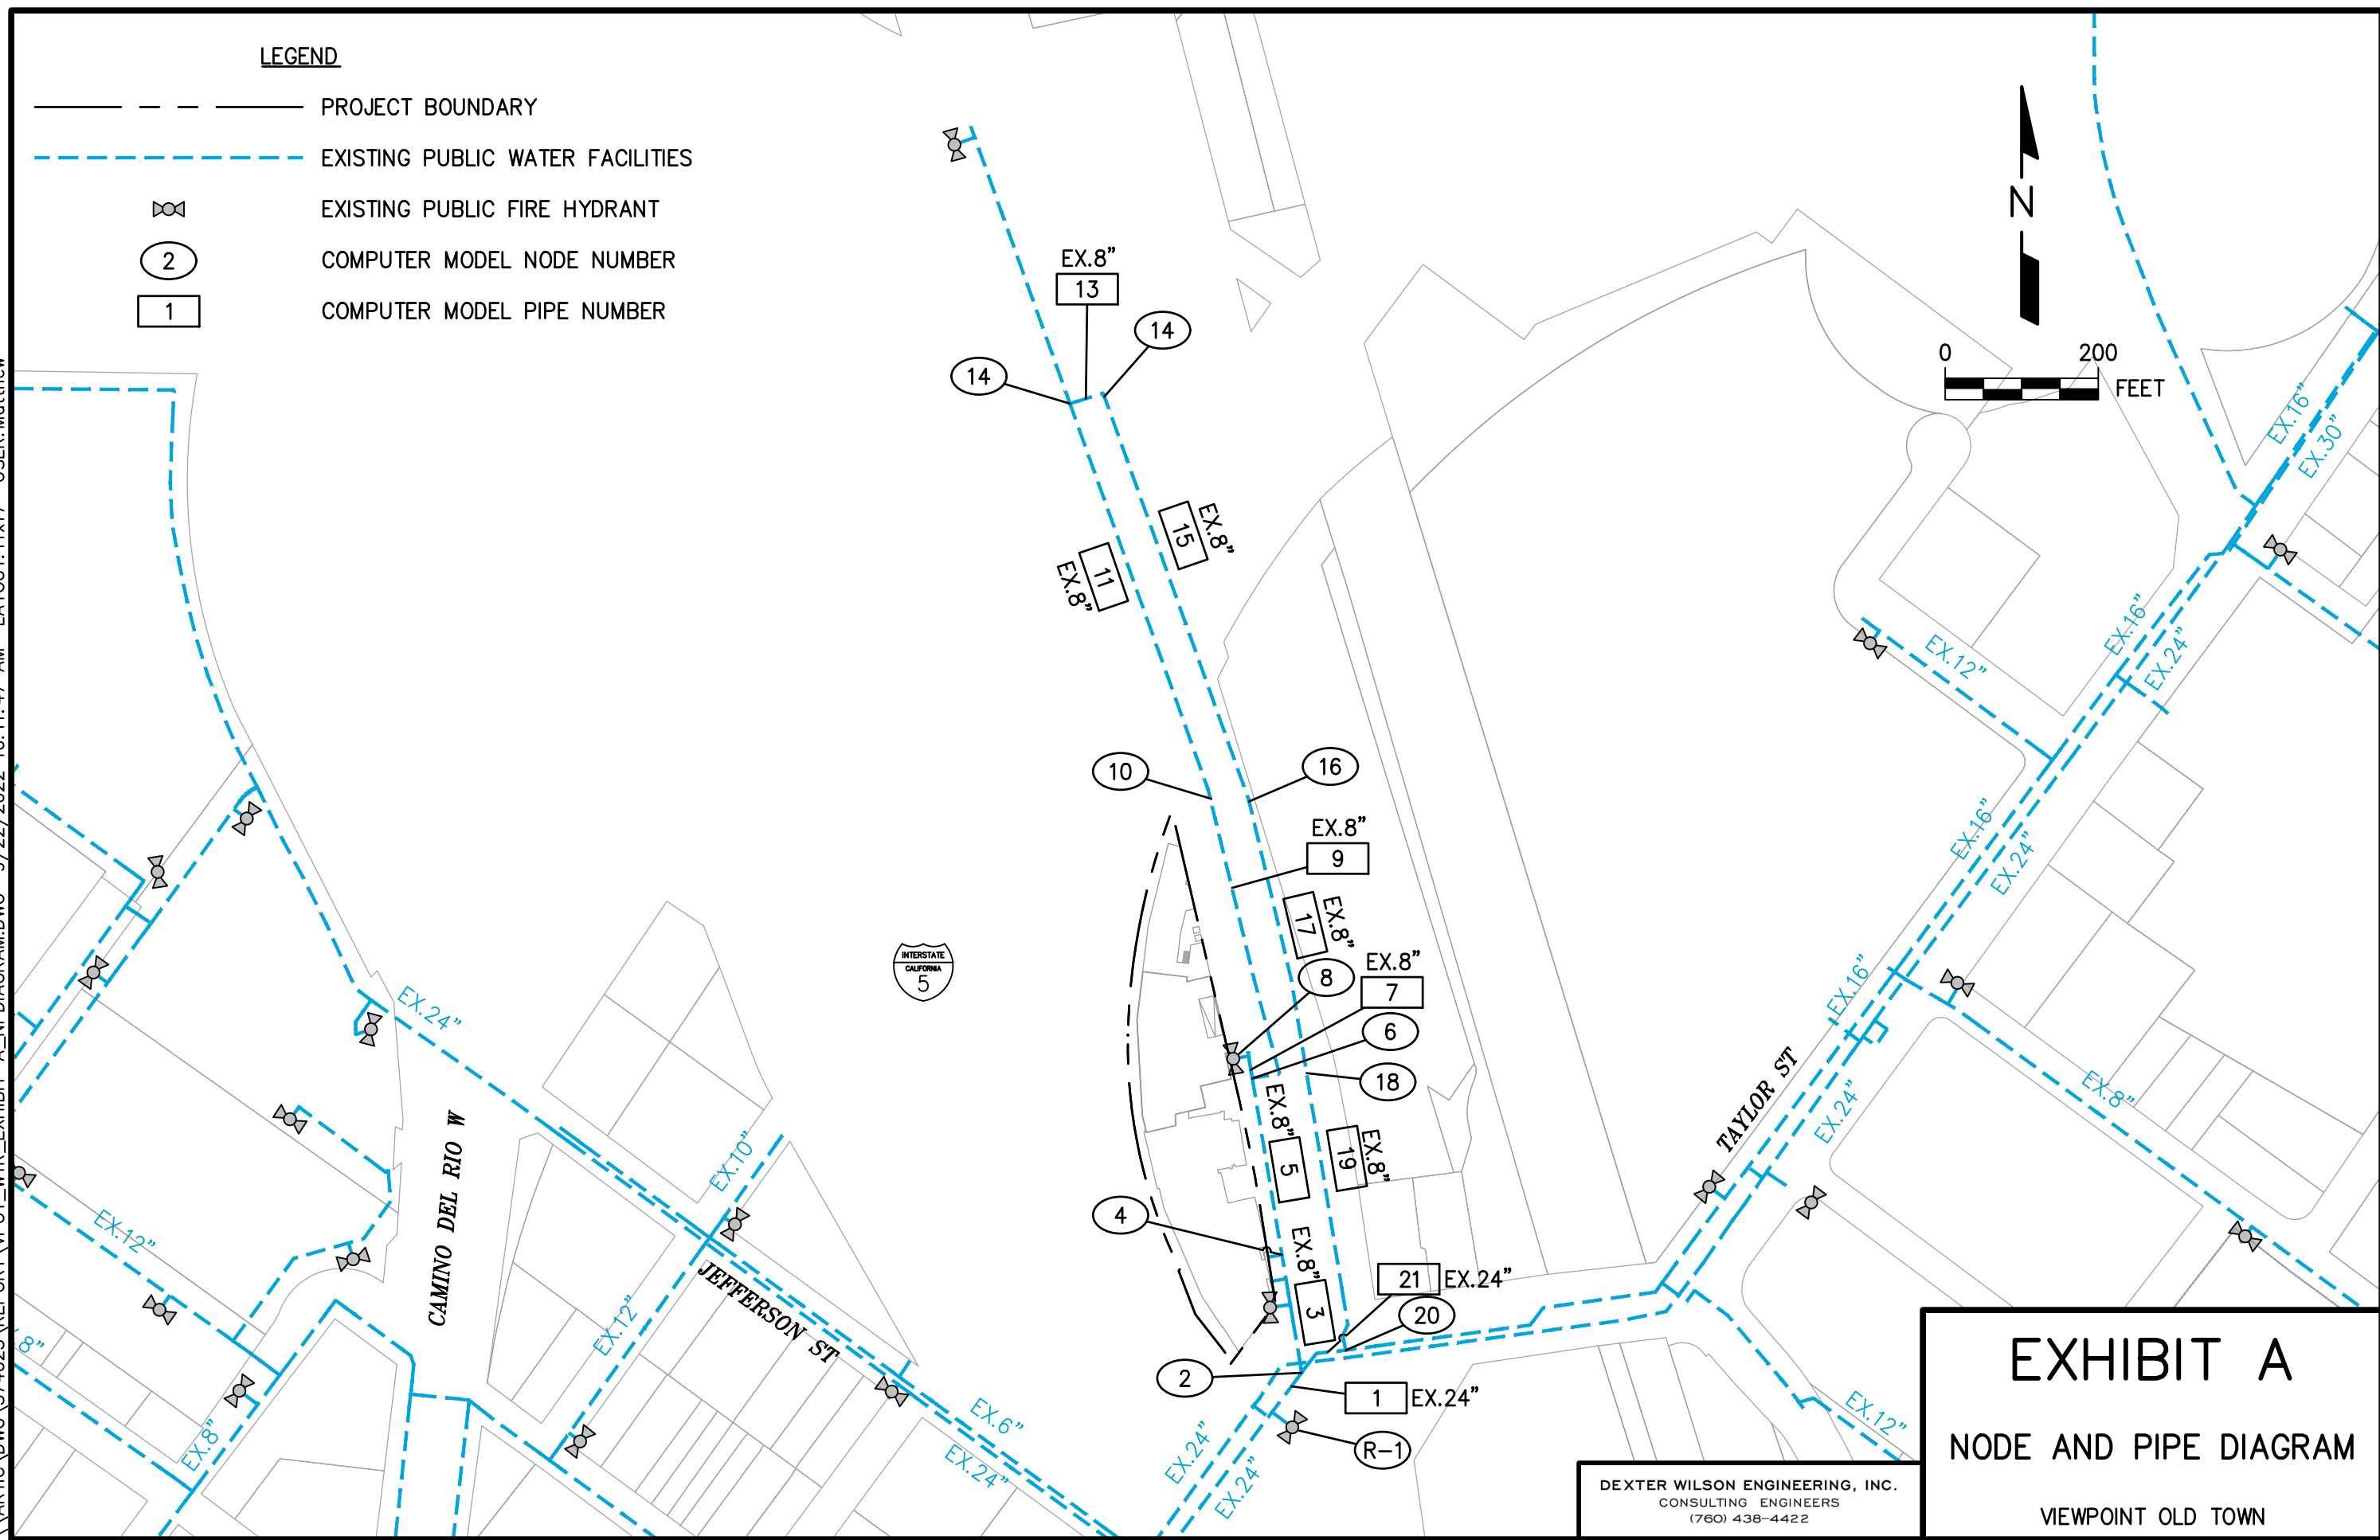 LEGEND
PROJECT BOUNDARY
EXISTING PUBLIC WATER FACILITIES
EXISTING PUBLIC FIRE HYDRANT
2
COMPUTER MODEL NODE NUMBER
1
COMPUTER MODEL PIPE NUMBER
N
0 200
FEET
EX.8"
13
14
14
EX.16"
EX.30"
15
EX.8"
11
EX.8"
EX.16"
EX.24"
EX.12"
10
16
EX.8"
9
EX.16"
EX.24"
17
EX.8"
EX.8"
8
7
6
18
INTERSTATE
CALIFORNIA
5
EX.24"
EX.16"
EX.24"
EX.8"
TAYLOR ST
EX.8"
5
19
EX.8"
EX.10"
CAMINO DEL RIO W
EX.12"
4
EX.8"
3
21
EX.24"
20
JEFFERSON ST
EX.12"
8"
2
1
EX.24"
R-1
EX.8"
EX.6"
EX.24"
EX.24"
EX.24"
EX.12"
EXHIBIT A
NODE AND PIPE DIAGRAM
VIEWPOINT OLD TOWN
DEXTER WILSON ENGINEERING, INC.
CONSULTING ENGINEERS
(760) 438-4422